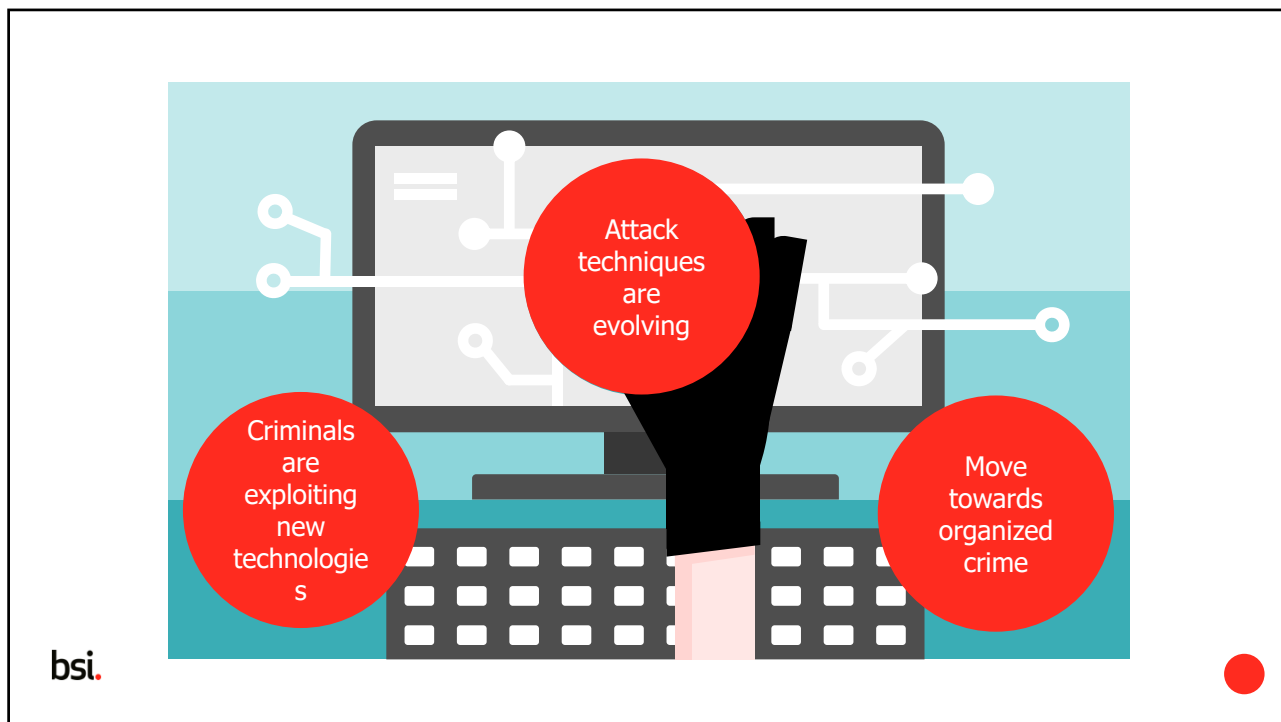 Attack
techniques
are
evolving
Criminals
are
exploiting
new
technologie
s
Move
towards
organized
crime
bsi.